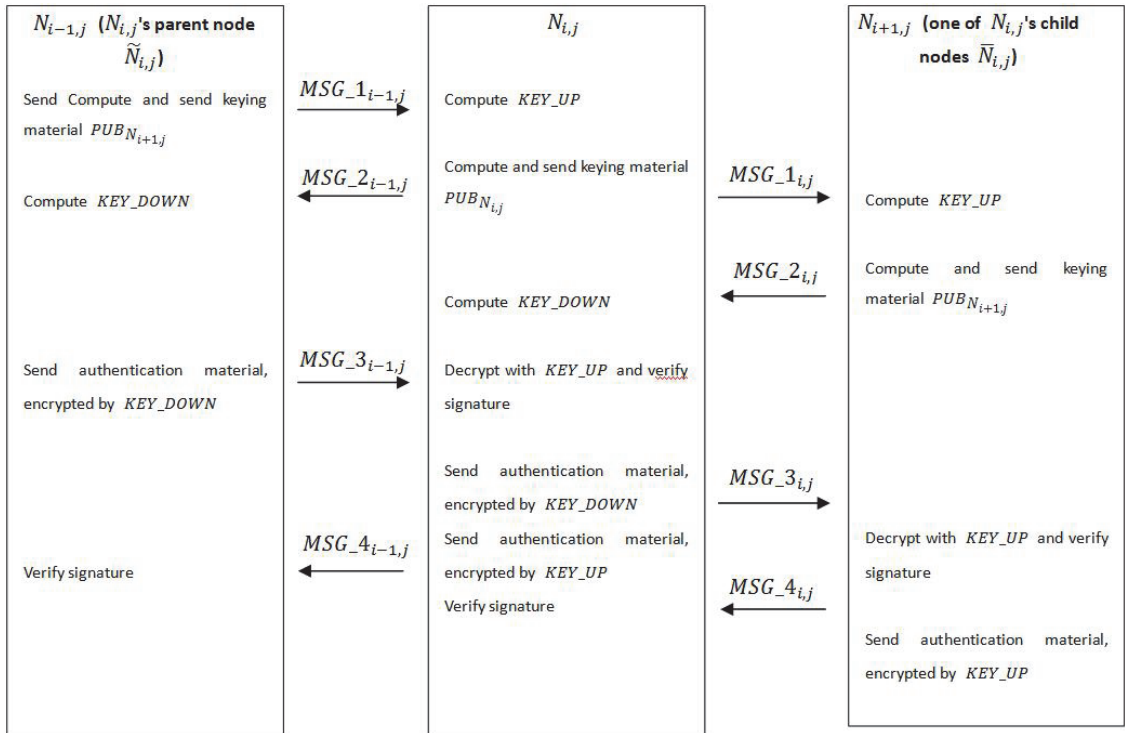 N_{i−1,j} (N_{i,j}'s parent node
Ñ_{i,j})
Send Compute and send keying
material PUB_{N_{i+1,j}}
Compute KEY_DOWN
Send authentication material,
encrypted by KEY_DOWN
Verify signature
MSG_1_{i−1,j}
MSG_2_{i−1,j}
MSG_3_{i−1,j}
MSG_4_{i−1,j}
N_{i,j}
Compute KEY_UP
Compute and send keying material
PUB_{N_{i,j}}
Compute KEY_DOWN
Decrypt with KEY_UP and verify
signature
Send authentication material,
encrypted by KEY_DOWN
Send authentication material,
encrypted by KEY_UP
Verify signature
MSG_1_{i,j}
MSG_2_{i,j}
MSG_3_{i,j}
MSG_4_{i,j}
N_{i+1,j} (one of N_{i,j}'s child
nodes N̅_{i,j})
Compute KEY_UP
Compute and send keying
material PUB_{N_{i+1,j}}
Decrypt with KEY_UP and verify
signature
Send authentication material,
encrypted by KEY_UP